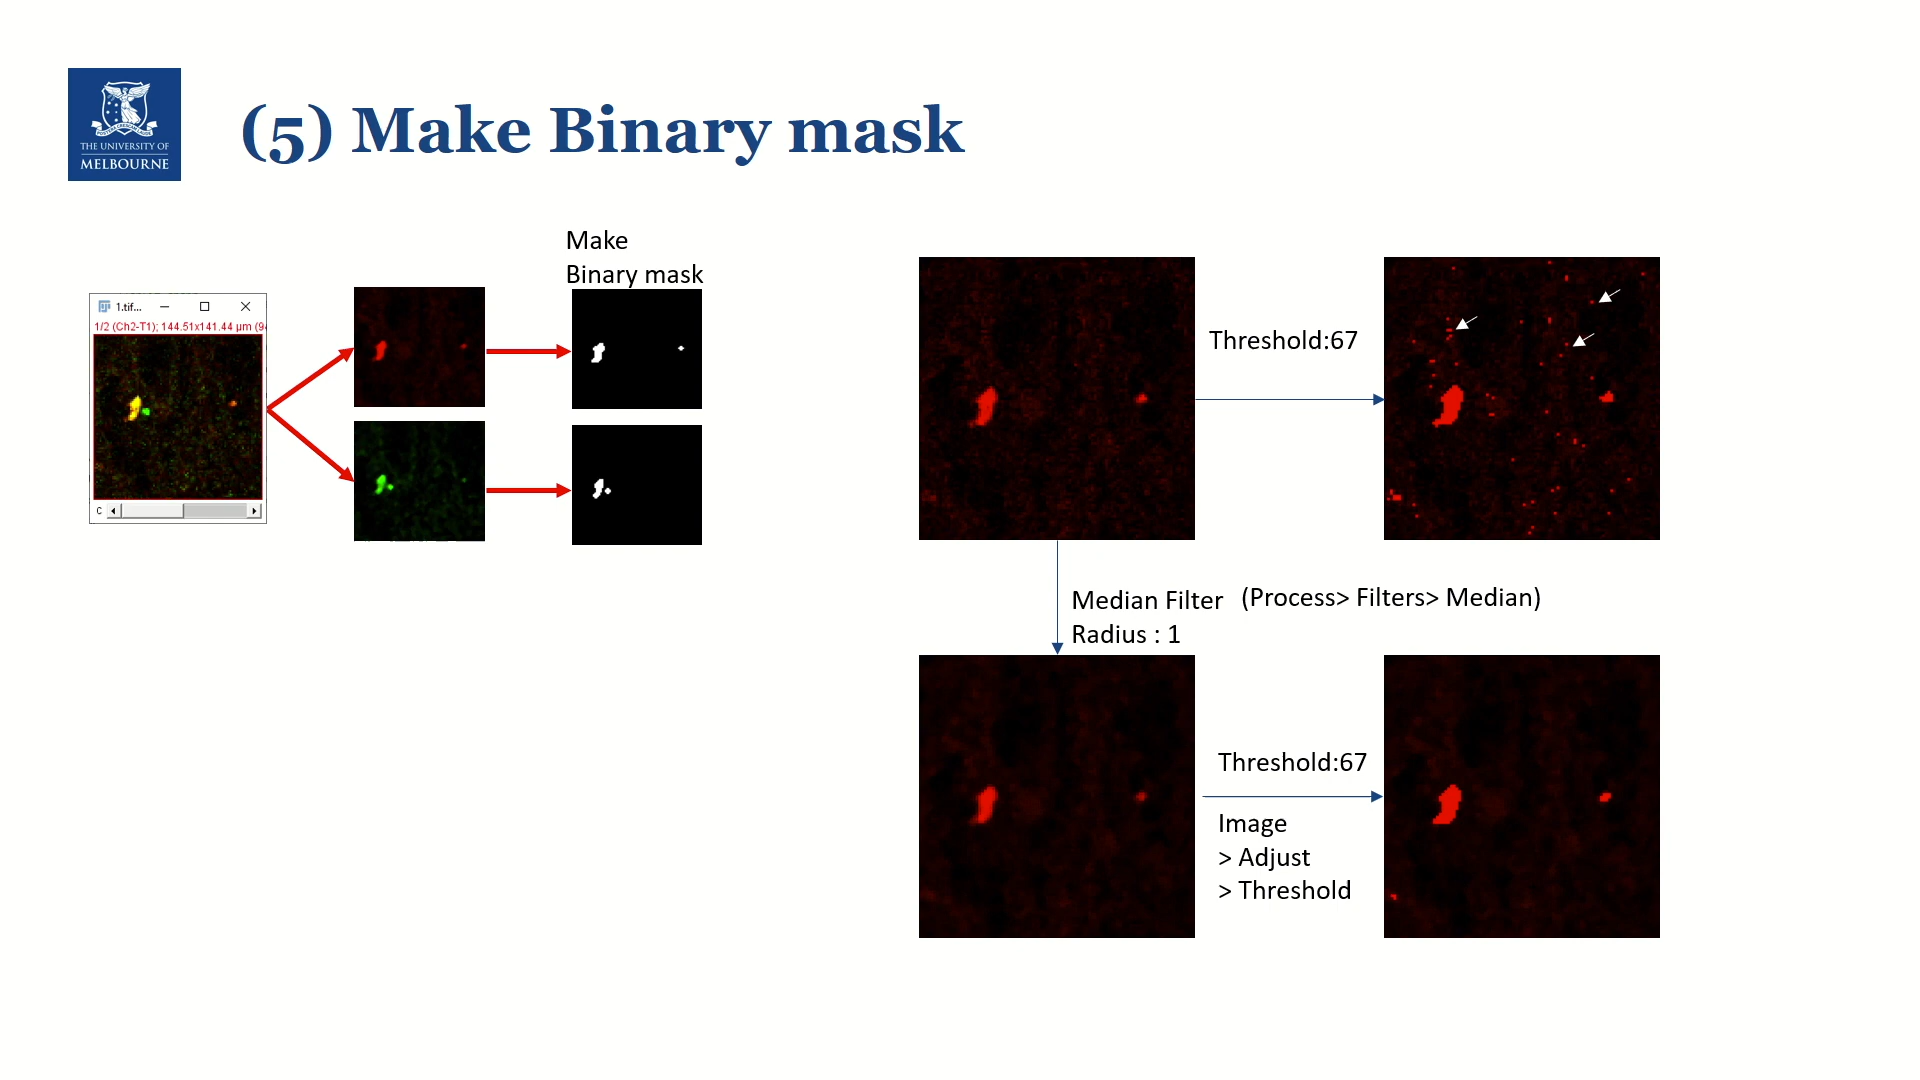 THE UNIVERSITY OF
MELBOURNE
(5) Make Binary mask
Make
Binary mask
1.tif...
1/2 (Ch2-T1); 144.51x141.44 µm (9
c
Threshold:67
Median Filter (Process> Filters> Median)
Radius : 1
Threshold:67
Image
> Adjust
> Threshold